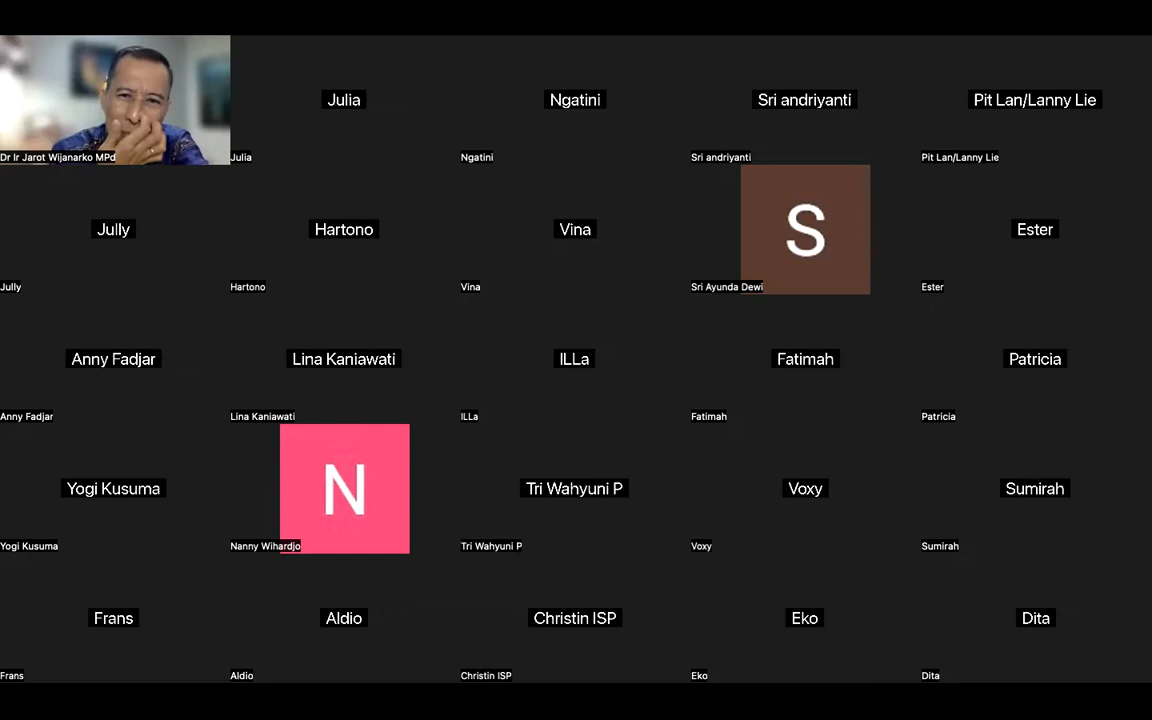 Dr Ir Jarot Wijanarko MPd
Julia
Julia
Ngatini
Ngatini
Sri andriyanti
Sri andriyanti
Pit Lan/Lanny Lie
Pit Lan/Lanny Lie
Jully
Jully
Hartono
Hartono
Vina
Vina
S
Sri Ayunda Dewi
Ester
Ester
Anny Fadjar
Anny Fadjar
Lina Kaniawati
Lina Kaniawati
ILLa
ILLa
Fatimah
Fatimah
Patricia
Patricia
Yogi Kusuma
Yogi Kusuma
N
Nanny Wihardjo
Tri Wahyuni P
Tri Wahyuni P
Voxy
Voxy
Sumirah
Sumirah
Frans
Frans
Aldio
Aldio
Christin ISP
Christin ISP
Eko
Eko
Dita
Dita